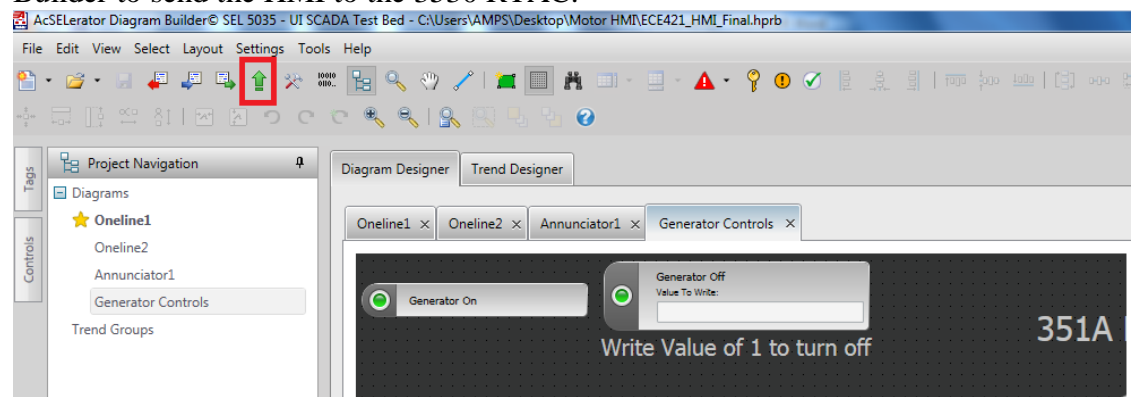 Builder to send the HMI to the 3530 RTAC.
AcSELerator Diagram Builder© SEL 5035 - UI SCADA Test Bed - C:\Users\AMPS\Desktop\Motor HMI\ECE421_HMI_Final.hprb
File Edit View Select Layout Settings Tools Help
Project Navigation
Tags
Controls
Diagrams
Oneline1
Oneline2
Annunciator1
Generator Controls
Trend Groups
Diagram Designer Trend Designer
Oneline1 × Oneline2 × Annunciator1 × Generator Controls ×
Generator On
Generator Off
Value To Write:
Write Value of 1 to turn off
351A